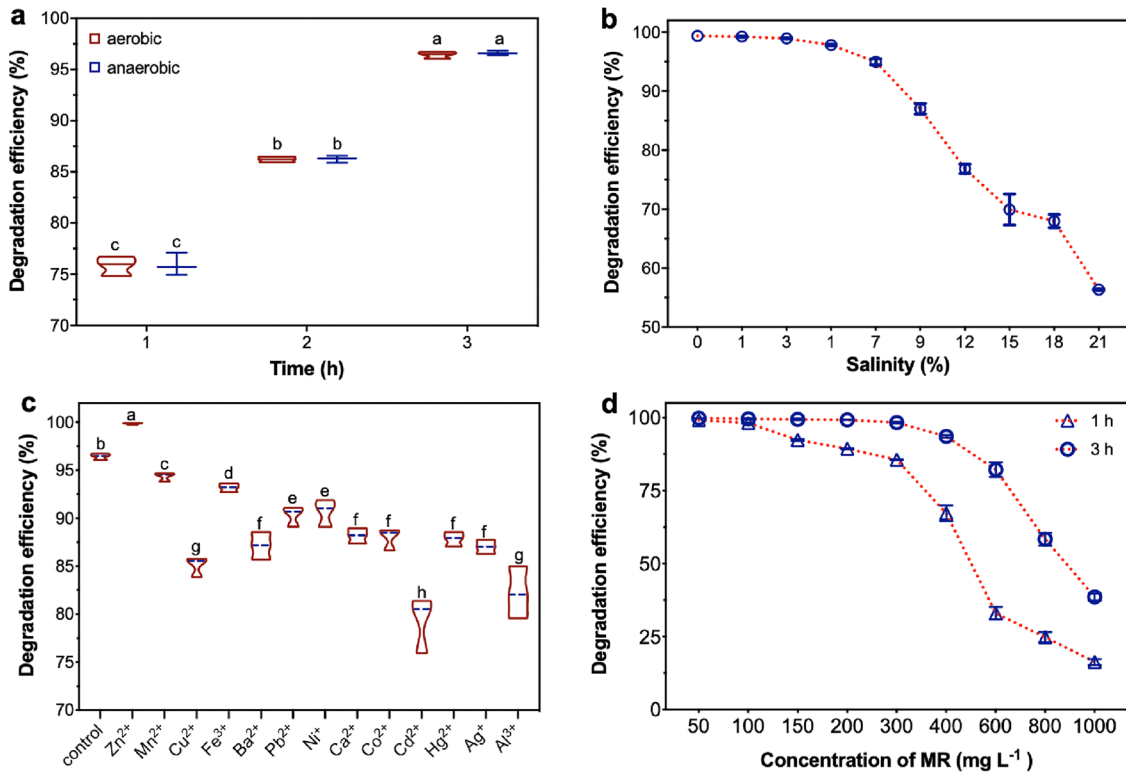 a
Degradation efficiency (%)
100
95
90
85
80
75
70
aerobic
anaerobic
c
c
b
b
a
a
1
2
3
Time (h)
b
Degradation efficiency (%)
100
90
80
70
60
50
0
1
3
1
7
9
12
15
18
21
Salinity (%)
c
Degradation efficiency (%)
100
95
90
85
80
75
70
b
a
c
g
d
f
e
e
f
f
h
f
f
g
control
Zn²⁺
Mn²⁺
Cu²⁺
Fe³⁺
Ba²⁺
Pb²⁺
Ni⁺
Ca²⁺
Co²⁺
Cd²⁺
Hg²⁺
Ag⁺
Al³⁺
d
Degradation efficiency (%)
100
75
50
25
0
1 h
3 h
50
100
150
200
300
400
600
800
1000
Concentration of MR (mg L⁻¹ )